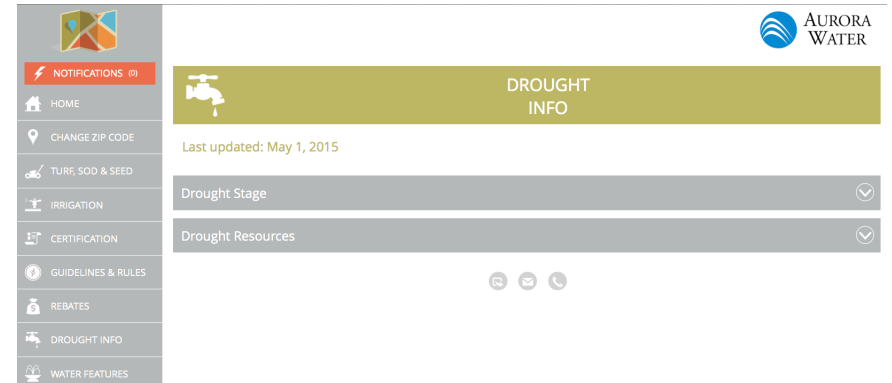 AURORA
WATER
NOTIFICATIONS (0)
HOME
CHANGE ZIP CODE
TURF, SOD & SEED
IRRIGATION
CERTIFICATION
GUIDELINES & RULES
REBATES
DROUGHT INFO
WATER FEATURES
DROUGHT
INFO
Last updated: May 1, 2015
Drought Stage
Drought Resources